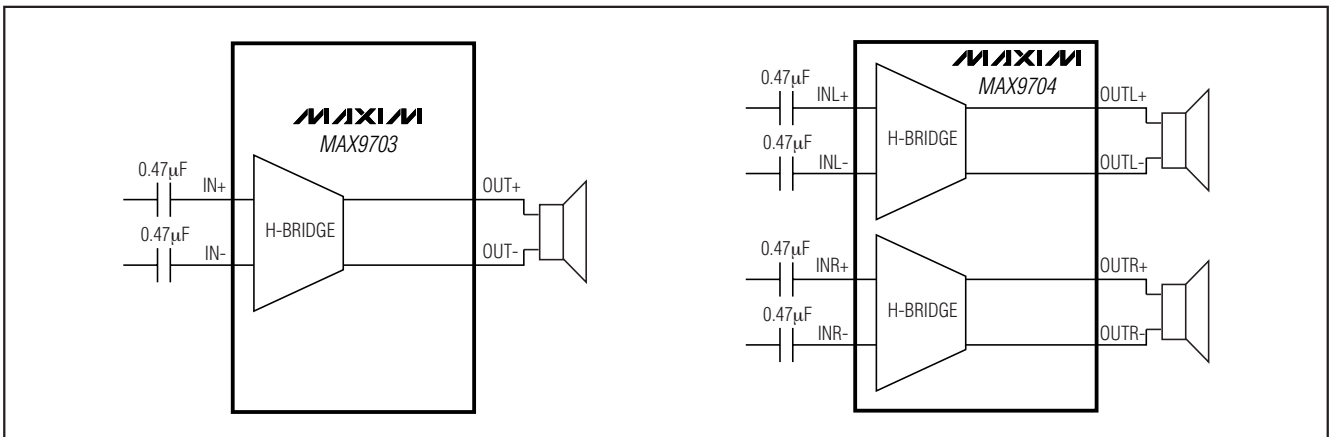 MAXIM
MAX9703
0.47μF
IN+
0.47μF
IN-
H-BRIDGE
OUT+
OUT-
MAXIM
MAX9704
0.47μF
INL+
0.47μF
INL-
H-BRIDGE
OUTL+
OUTL-
0.47μF
INR+
0.47μF
INR-
H-BRIDGE
OUTR+
OUTR-